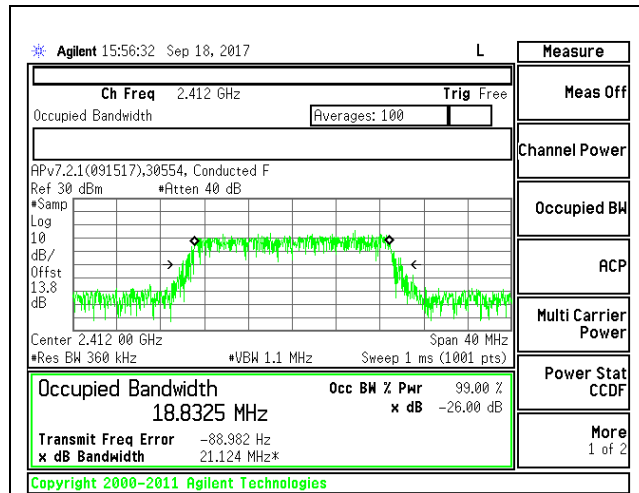 Agilent 15:56:32 Sep 18, 2017 L
Measure
Ch Freq 2.412 GHz Trig Free
Meas Off
Occupied Bandwidth Averages: 100
Channel Power
APv7.2.1(091517),30554, Conducted F
Ref 30 dBm #Atten 40 dB
#Samp
Occupied BW
Log
10
dB/
Offst
ACP
13.8
dB
Multi Carrier
Power
Center 2.412 00 GHz Span 40 MHz
#Res BW 360 kHz #VBW 1.1 MHz Sweep 1 ms (1001 pts)
Power Stat
CCDF
Occupied Bandwidth Occ BW % Pwr 99.00 %
18.8325 MHz x dB -26.00 dB
More
1 of 2
Transmit Freq Error -88.982 Hz
x dB Bandwidth 21.124 MHz*
Copyright 2000-2011 Agilent Technologies